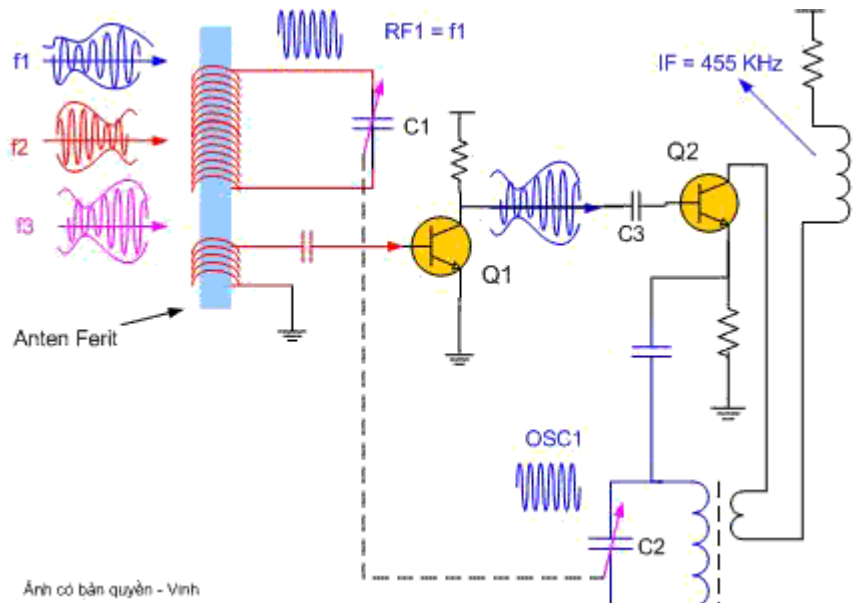 f1
RF1 = f1
IF = 455 KHz
C1
f2
Q2
f3
C3
Q1
Anten Ferit
OSC1
C2
Ảnh có bản quyền - Vinh